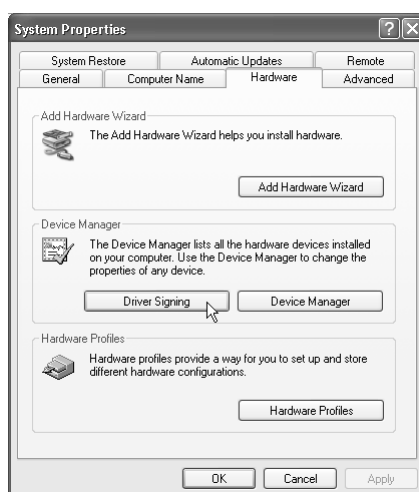 System Properties
System Restore Automatic Updates Remote
General Computer Name Hardware Advanced
Add Hardware Wizard
The Add Hardware Wizard helps you install hardware.
Add Hardware Wizard
Device Manager
The Device Manager lists all the hardware devices installed
on your computer. Use the Device Manager to change the
properties of any device.
Driver Signing Device Manager
Hardware Profiles
Hardware profiles provide a way for you to set up and store
different hardware configurations.
Hardware Profiles
OK Cancel Apply